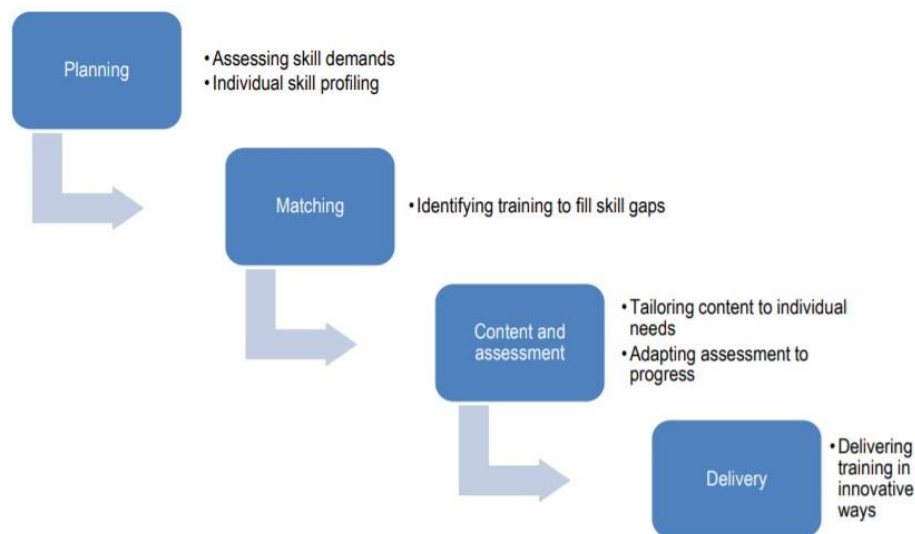 Planning
• Assessing skill demands
• Individual skill profiling
Matching
• Identifying training to fill skill gaps
Content and
assessment
• Tailoring content to individual
needs
• Adapting assessment to
progress
Delivery
• Delivering
training in
innovative
ways